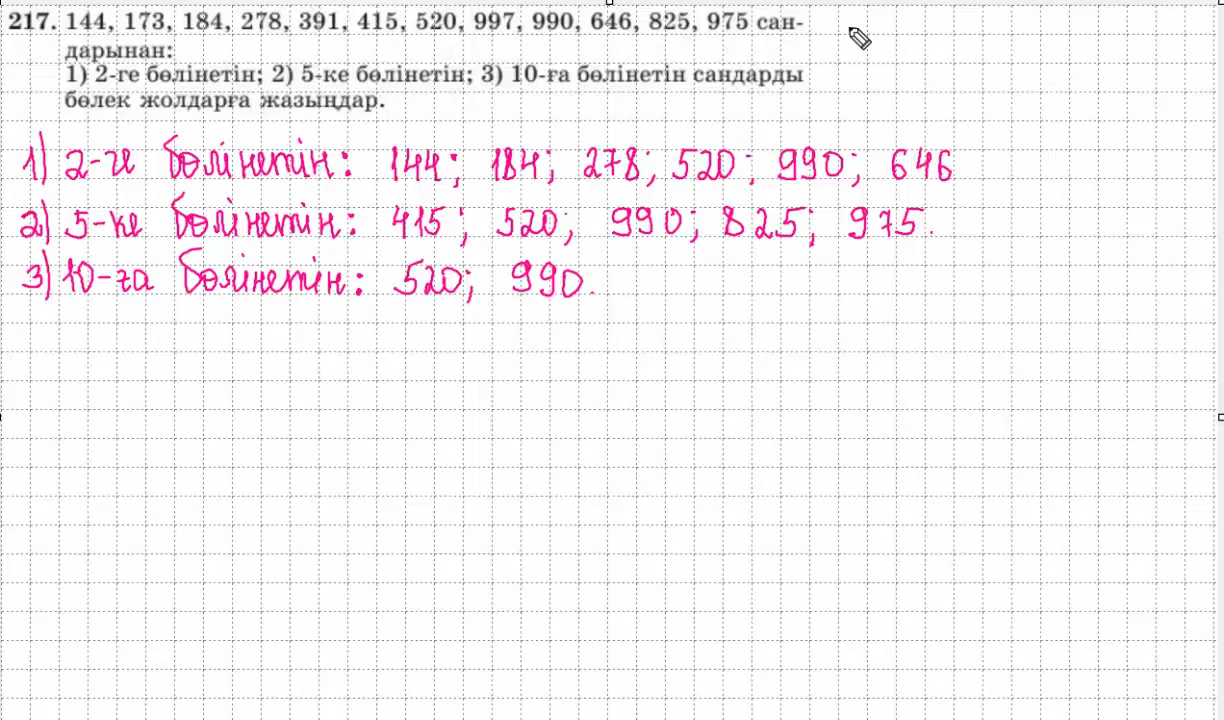 217. 144, 173, 184, 278, 391, 415, 520, 997, 990, 646, 825, 975 сан-
дарынан:
1) 2-ге бөлінетін; 2) 5-ке бөлінетін; 3) 10-ға бөлінетін сандарды
бөлек жолдарға жазыңдар.
1) 2-ге бөлінетін: 144; 184; 278; 520; 990; 646
2) 5-ке бөлінетін: 415; 520; 990; 825; 975.
3) 10-ға бөлінетін: 520; 990.